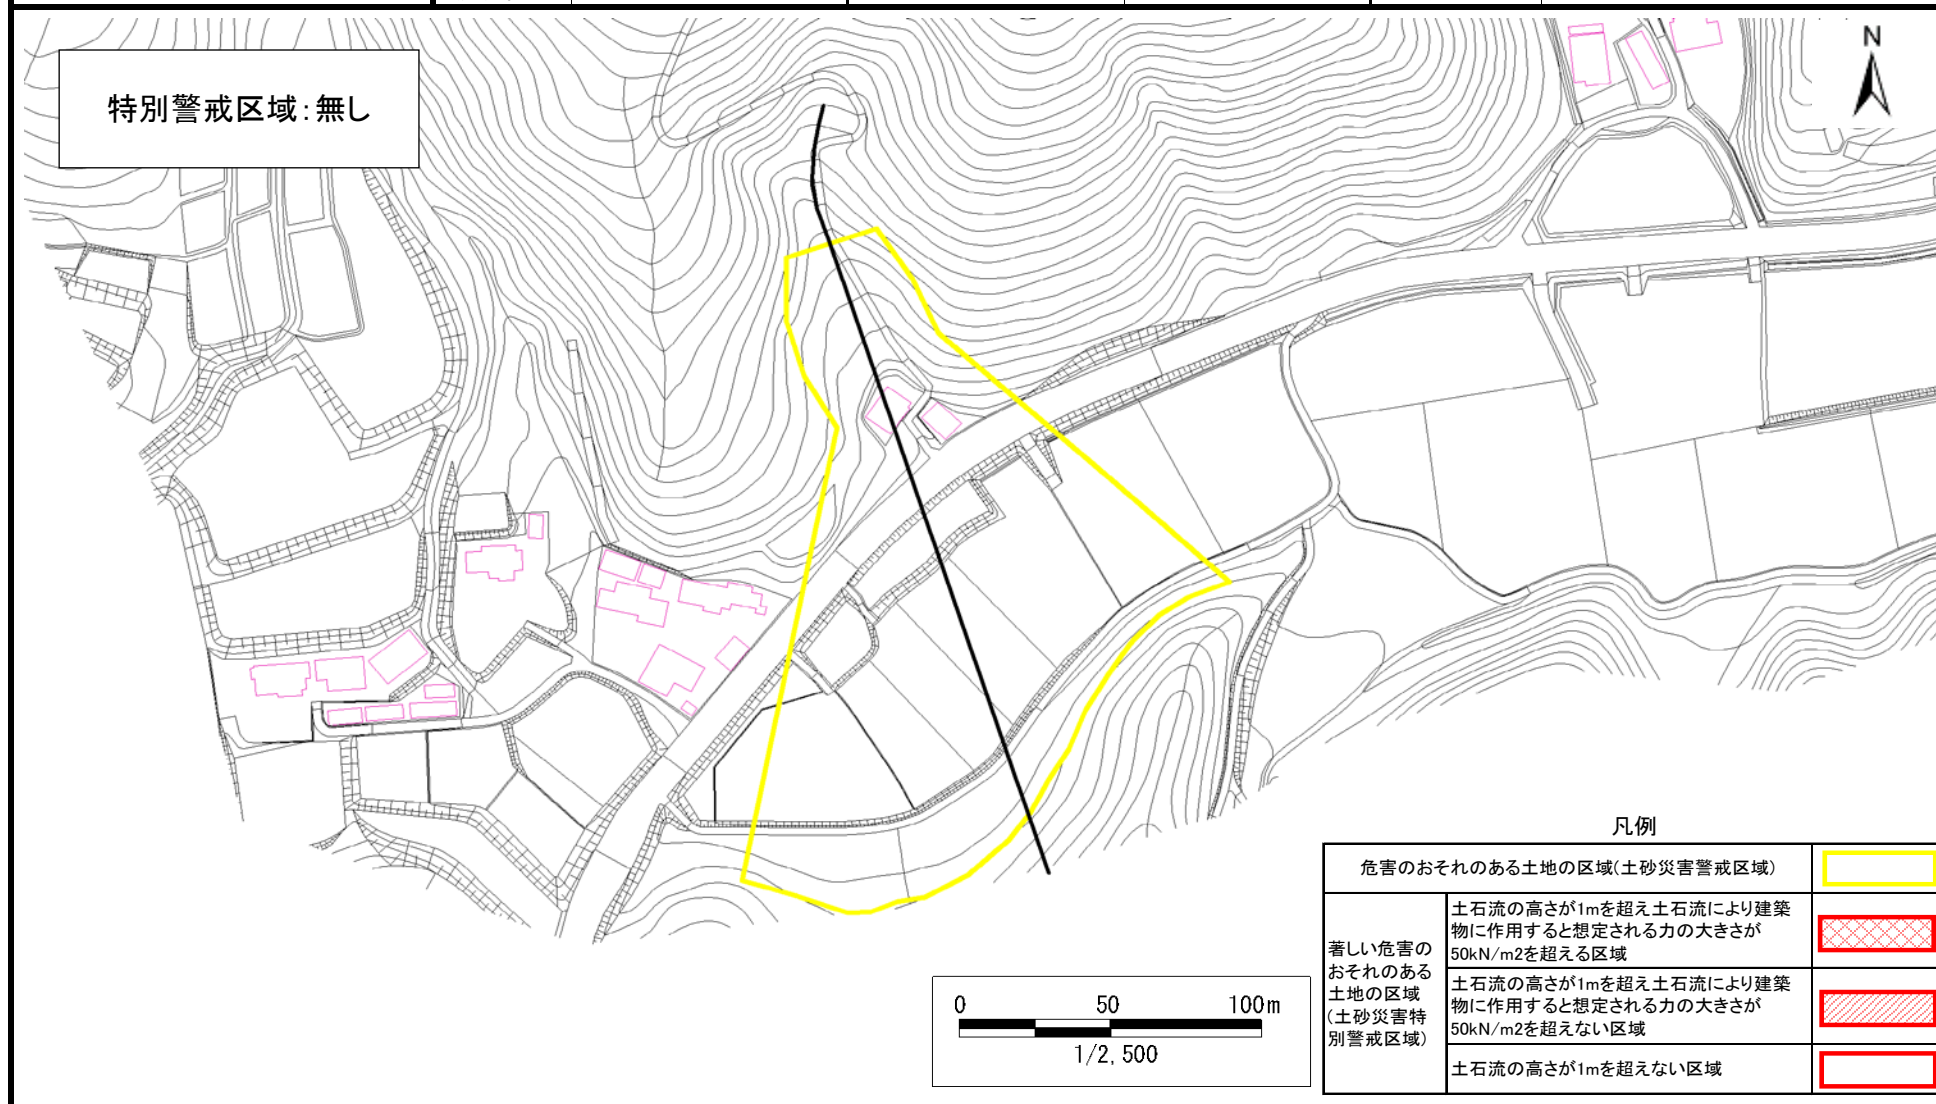 特別警戒区域：無し
N
凡例
危害のおそれのある土地の区域(土砂災害警戒区域)
著しい危害の
おそれのある
土地の区域
(土砂災害特
別警戒区域)
土石流の高さが1mを超え土石流により建築
物に作用すると想定される力の大きさが
50kN/m2を超える区域
土石流の高さが1mを超え土石流により建築
物に作用すると想定される力の大きさが
50kN/m2を超えない区域
土石流の高さが1mを超えない区域
0 50 100m
1/2,500